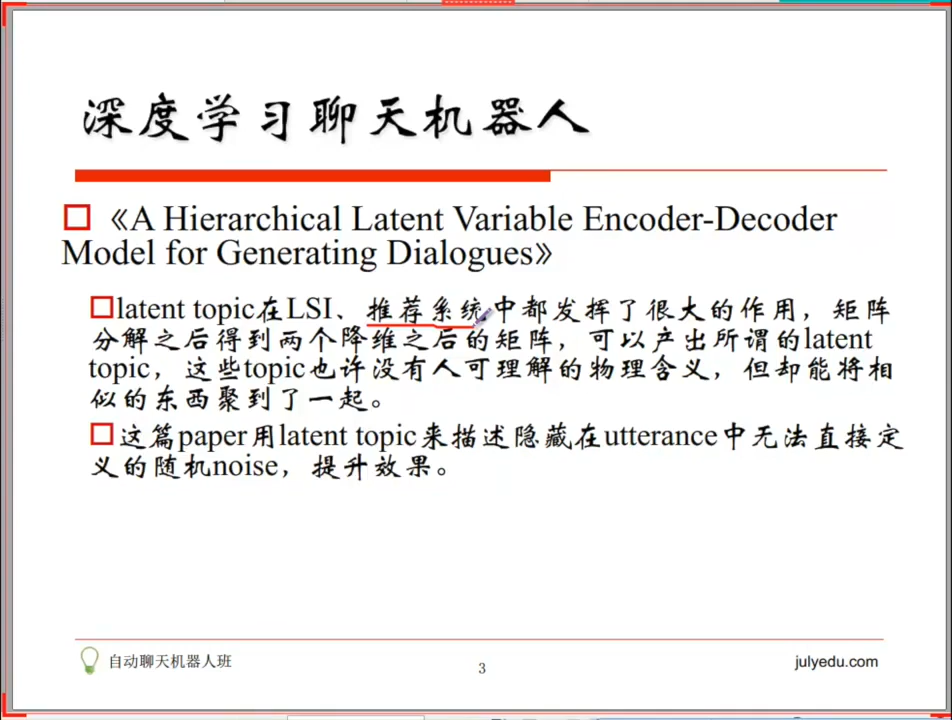 深度学习聊天机器人
《A Hierarchical Latent Variable Encoder-Decoder
Model for Generating Dialogues》
latent topic在LSI、推荐系统中都发挥了很大的作用，矩阵
分解之后得到两个降维之后的矩阵，可以产出所谓的latent
topic，这些topic也许没有人可理解的物理含义，但却能将相
似的东西聚到了一起。
这篇paper用latent topic来描述隐藏在utterance中无法直接定
义的随机noise，提升效果。
自动聊天机器人班
3
julyedu.com